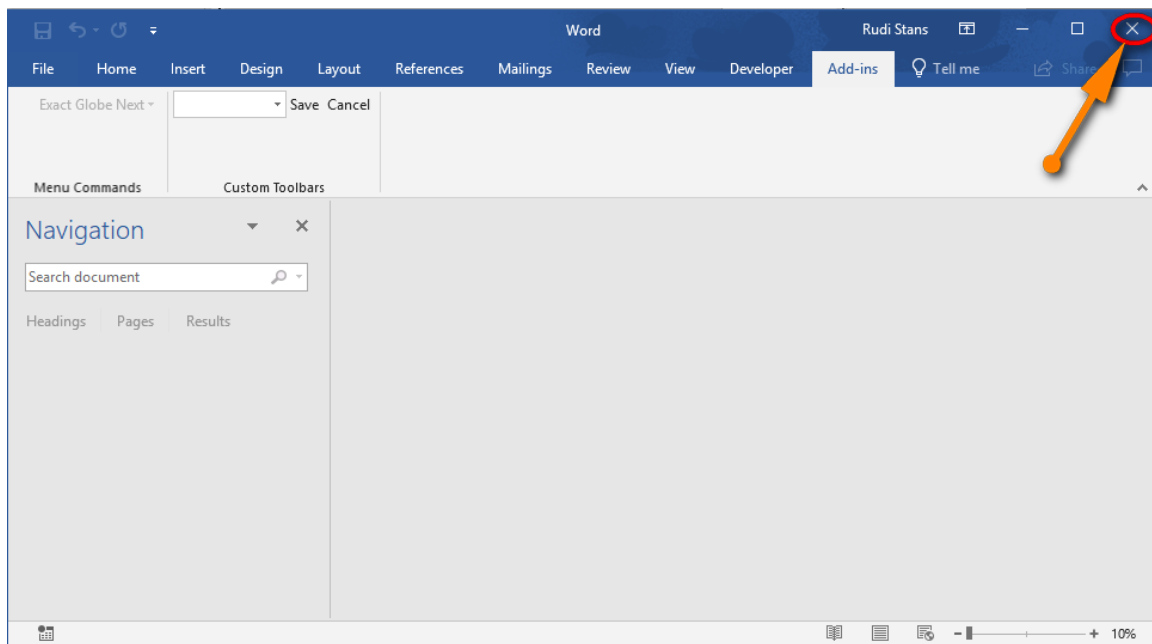 Word
Rudi Stans
File Home Insert Design Layout References Mailings Review View Developer Add-ins Tell me Share
Exact Globe Next Save Cancel
Menu Commands Custom Toolbars
Navigation
Search document
Headings Pages Results
10%